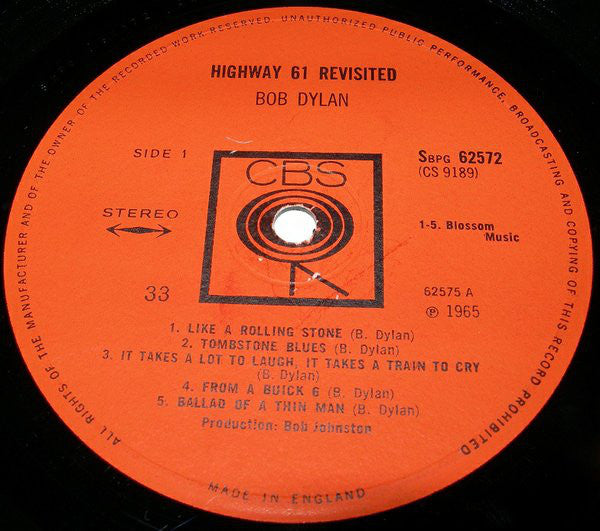 ALL RIGHTS OF THE MANUFACTURER AND OF THE OWNER OF THE RECORDED WORK RESERVED. UNAUTHORIZED PUBLIC PERFORMANCE, BROADCASTING AND COPYING OF THIS RECORD PROHIBITED
HIGHWAY 61 REVISITED
BOB DYLAN
SIDE 1
CBS
SBPG 62572
(CS 9189)
STEREO
1-5. Blossom
Music
33
62575 A
℗ 1965
1. LIKE A ROLLING STONE (B. Dylan)
2. TOMBSTONE BLUES (B. Dylan)
3. IT TAKES A LOT TO LAUGH, IT TAKES A TRAIN TO CRY
(B. Dylan)
4. FROM A BUICK 6 (B. Dylan)
5. BALLAD OF A THIN MAN (B. Dylan)
Production: Bob Johnston
MADE IN ENGLAND